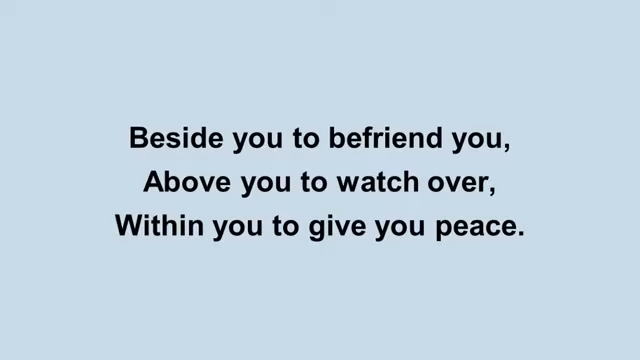 Beside you to befriend you,
Above you to watch over,
Within you to give you peace.